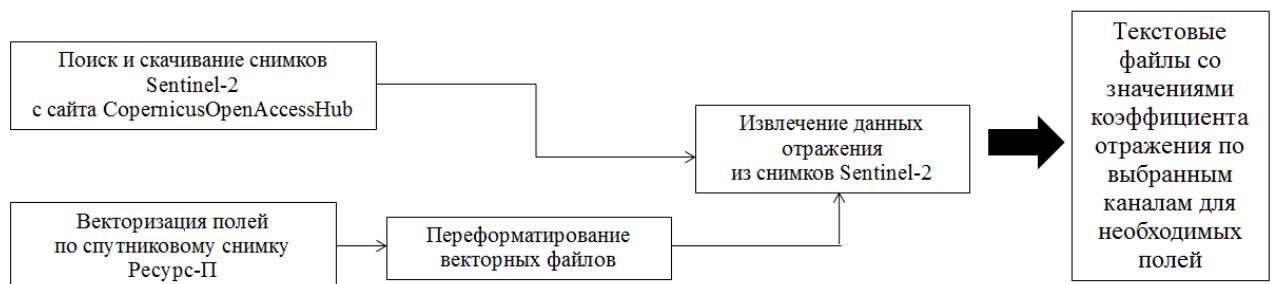 Поиск и скачивание снимков
Sentinel-2
с сайта CopernicusOpenAccessHub
Векторизация полей
по спутниковому снимку
Ресурс-П
Переформатирование
векторных файлов
Извлечение данных
отражения
из снимков Sentinel-2
Текстовые
файлы со
значениями
коэффициента
отражения по
выбранным
каналам для
необходимых
полей